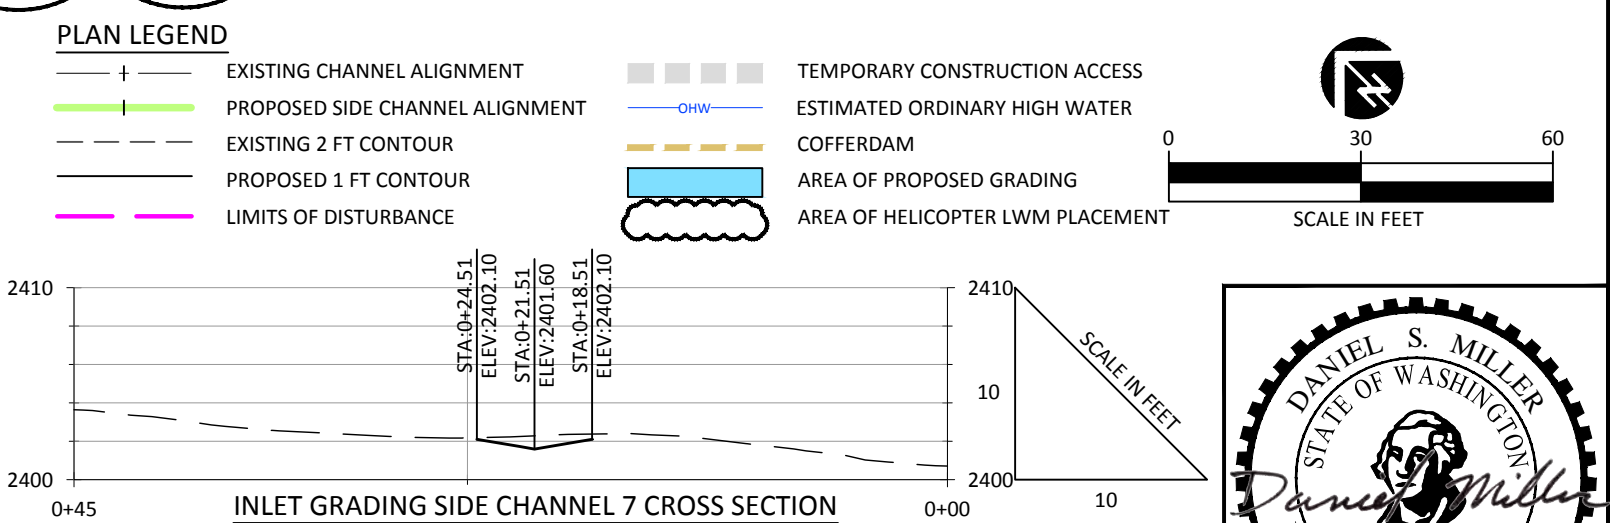 PLAN LEGEND
EXISTING CHANNEL ALIGNMENT
PROPOSED SIDE CHANNEL ALIGNMENT
EXISTING 2 FT CONTOUR
PROPOSED 1 FT CONTOUR
LIMITS OF DISTURBANCE
TEMPORARY CONSTRUCTION ACCESS
OHW
ESTIMATED ORDINARY HIGH WATER
COFFERDAM
AREA OF PROPOSED GRADING
AREA OF HELICOPTER LWM PLACEMENT
0 30 60
SCALE IN FEET
2410
2400
STA:0+24.51
ELEV:2402.10
STA:0+21.51
ELEV:2401.60
STA:0+18.51
ELEV:2402.10
0+45
INLET GRADING SIDE CHANNEL 7 CROSS SECTION
0+00
2410
10
2400
SCALE IN FEET
10
DANIEL S. MILLER
STATE OF WASHINGTON
Daniel Miller